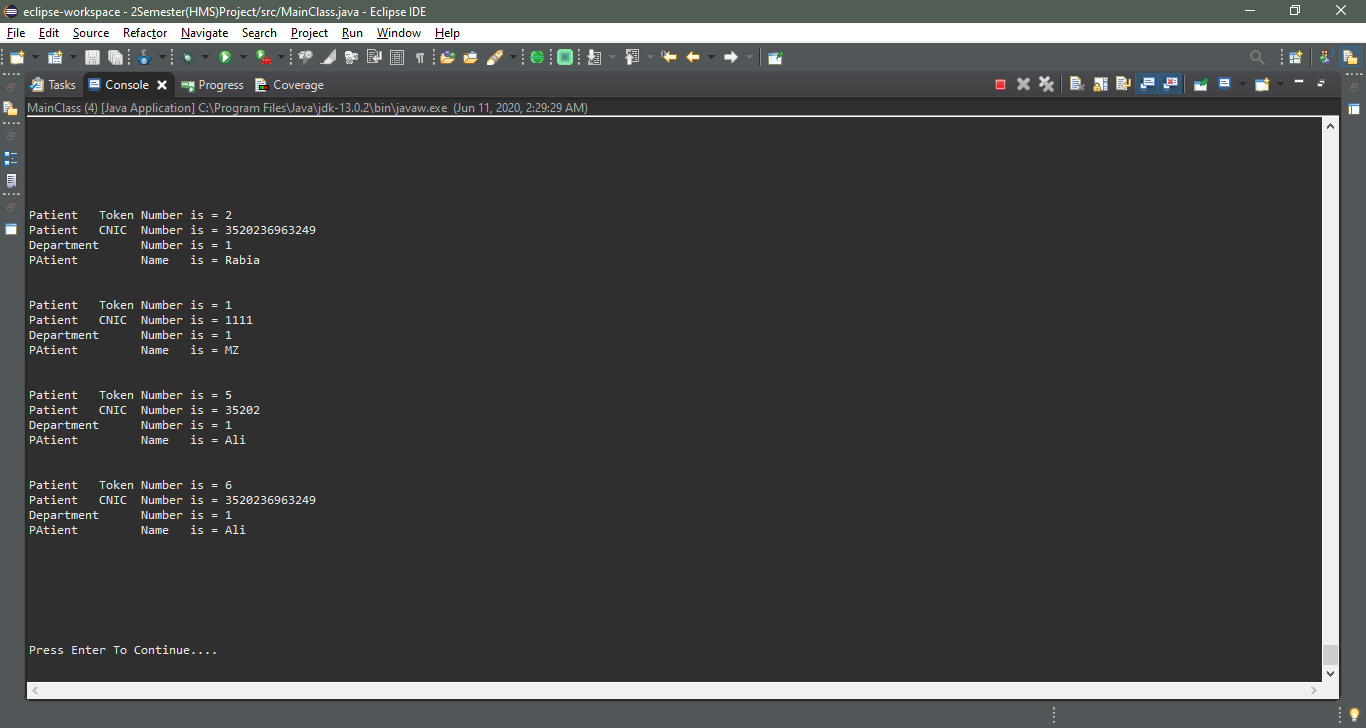 eclipse-workspace - 2Semester(HMS)Project/src/MainClass.java - Eclipse IDE
File Edit Source Refactor Navigate Search Project Run Window Help
Tasks Console Progress Coverage
MainClass (4) [Java Application] C:\Program Files\Java\jdk-13.0.2\bin\javaw.exe (Jun 11, 2020, 2:29:29 AM)
Patient   Token Number is = 2
Patient   CNIC  Number is = 3520236963249
Department      Number is = 1
PAtient         Name   is = Rabia
Patient   Token Number is = 1
Patient   CNIC  Number is = 1111
Department      Number is = 1
PAtient         Name   is = MZ
Patient   Token Number is = 5
Patient   CNIC  Number is = 35202
Department      Number is = 1
PAtient         Name   is = Ali
Patient   Token Number is = 6
Patient   CNIC  Number is = 3520236963249
Department      Number is = 1
PAtient         Name   is = Ali
Press Enter To Continue....